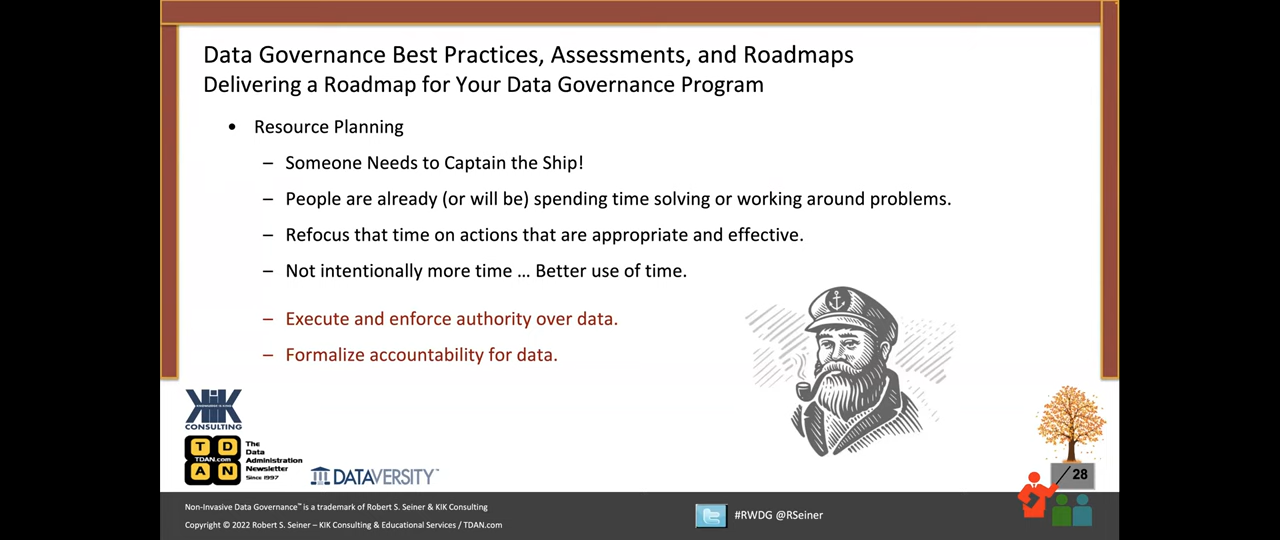 Data Governance Best Practices, Assessments, and Roadmaps
Delivering a Roadmap for Your Data Governance Program
• Resource Planning
– Someone Needs to Captain the Ship!
– People are already (or will be) spending time solving or working around problems.
– Refocus that time on actions that are appropriate and effective.
– Not intentionally more time … Better use of time.
– Execute and enforce authority over data.
– Formalize accountability for data.
KIK
CONSULTING
T D
TDAN.com
A N
The
Data
Administration
Newsletter
Since 1997
DATAVERSITY™
28
Non-Invasive Data Governance™ is a trademark of Robert S. Seiner & KIK Consulting
Copyright © 2022 Robert S. Seiner – KIK Consulting & Educational Services / TDAN.com
#RWDG @RSeiner